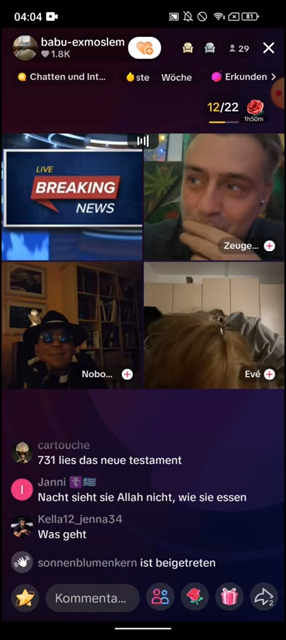 04:04
babu-exmoslem
1.8K
29
Chatten und Int...
ste
Wöche
Erkunden
12/22
1h50m
LIVE
BREAKING
NEWS
Zeuge...
Nobo...
Evé
cartouche
731 lies das neue testament
Janni
Nacht sieht sie Allah nicht, wie sie essen
Kella12_jenna34
Was geht
sonnenblumenkern ist beigetreten
Kommenta...
2